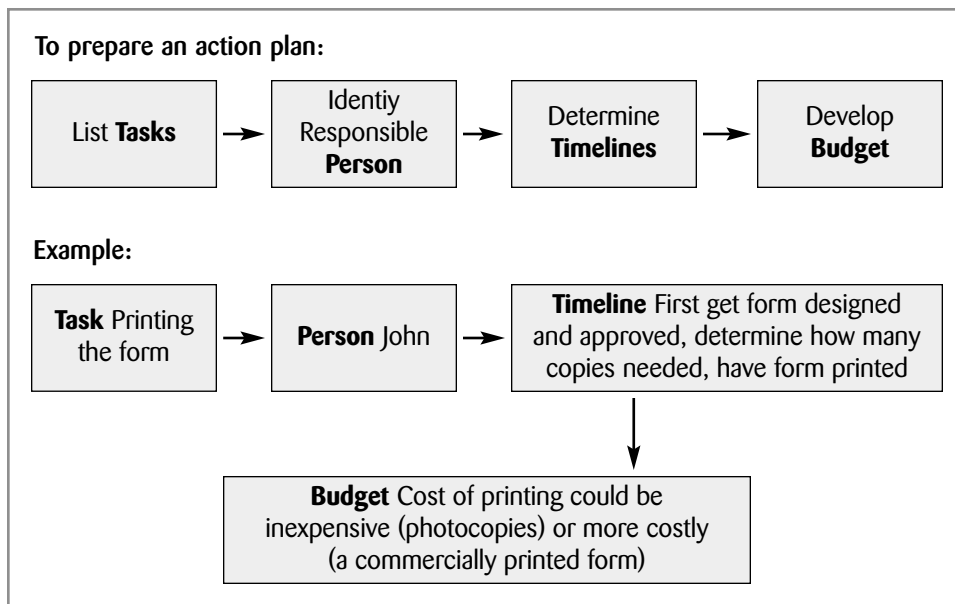 To prepare an action plan:
List Tasks
Identiy
Responsible
Person
Determine
Timelines
Develop
Budget
Example:
Task Printing
the form
Person John
Timeline First get form designed
and approved, determine how many
copies needed, have form printed
Budget Cost of printing could be
inexpensive (photocopies) or more costly
(a commercially printed form)